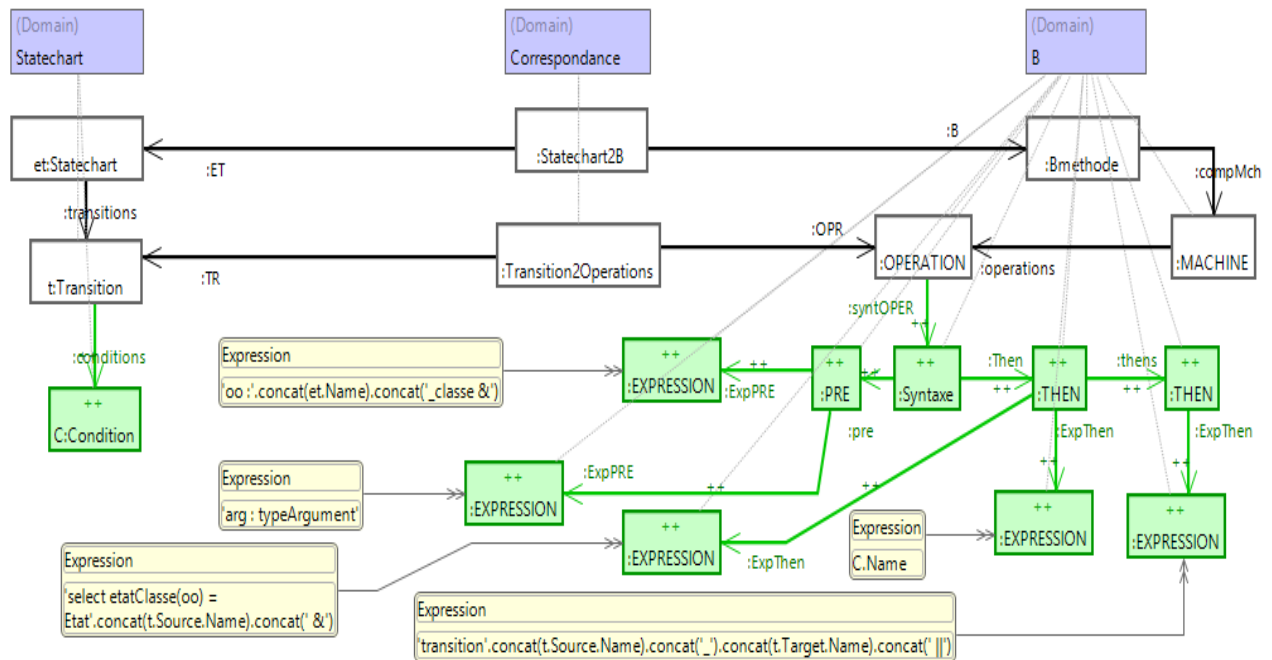 (Domain)
Statechart
(Domain)
Correspondance
(Domain)
B
et:Statechart
:ET
:Statechart2B
:B
:Bmethode
:compMch
:transitions
t:Transition
:TR
:Transition2Operations
:OPR
:OPERATION
:operations
:MACHINE
:conditions
++
C:Condition
:syntOPER
++
Expression
'oo :'.concat(et.Name).concat('_classe &')
++
:EXPRESSION
++
:ExpPRE
++
:PRE
++
++
:Syntaxe
:Then
++
++
:THEN
:thens
++
++
:THEN
:pre
:ExpThen
++
:ExpThen
++
Expression
'arg : typeArgument'
++
:EXPRESSION
:ExpPRE
++
++
Expression
'select etatClasse(oo) =
Etat'.concat(t.Source.Name).concat(' &')
++
:EXPRESSION
:ExpThen
Expression
C.Name
++
:EXPRESSION
++
:EXPRESSION
Expression
'transition'.concat(t.Source.Name).concat('_').concat(t.Target.Name).concat(' ||')